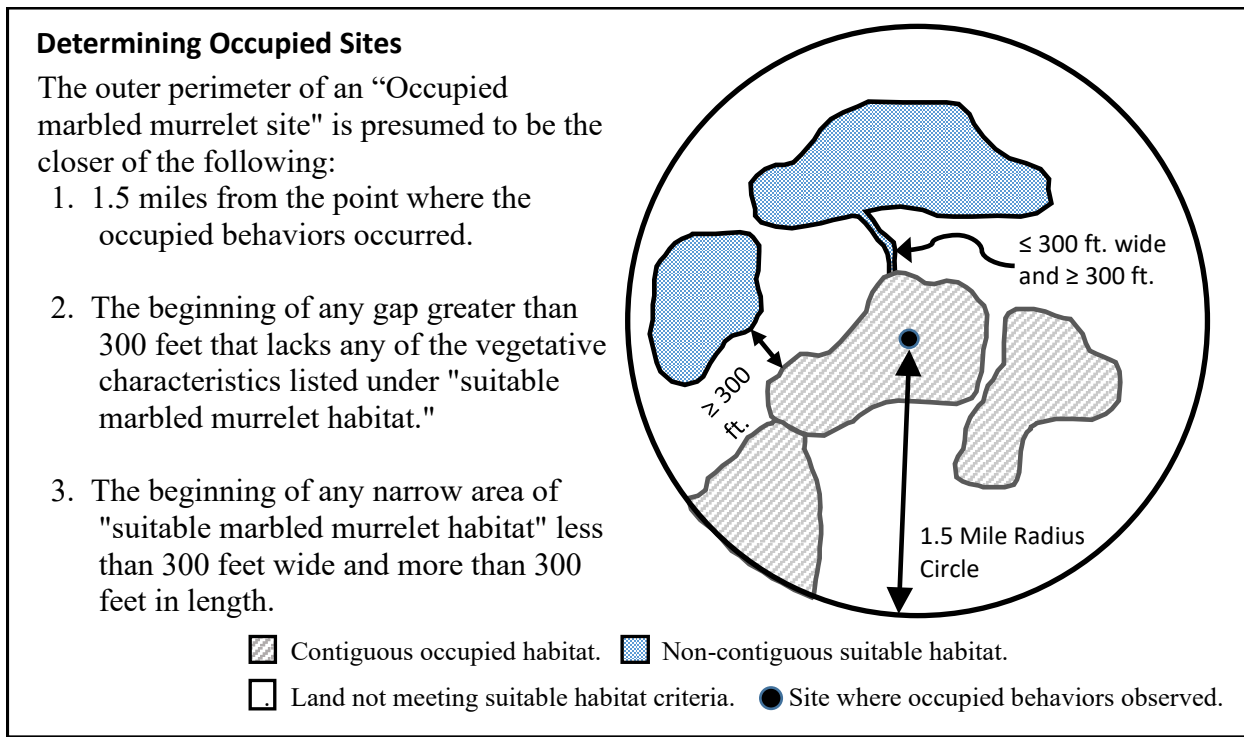 Determining Occupied Sites
The outer perimeter of an “Occupied
marbled murrelet site" is presumed to be the
closer of the following:
1. 1.5 miles from the point where the
occupied behaviors occurred.
2. The beginning of any gap greater than
300 feet that lacks any of the vegetative
characteristics listed under "suitable
marbled murrelet habitat."
3. The beginning of any narrow area of
"suitable marbled murrelet habitat" less
than 300 feet wide and more than 300
feet in length.
≤ 300 ft. wide
and ≥ 300 ft.
≥ 300
ft.
1.5 Mile Radius
Circle
Contiguous occupied habitat. Non-contiguous suitable habitat.
. Land not meeting suitable habitat criteria. Site where occupied behaviors observed.